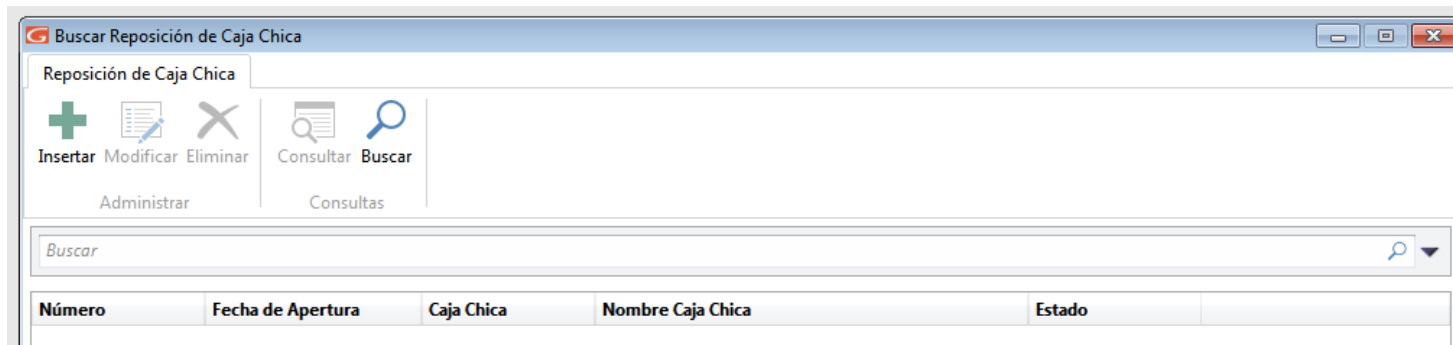 Buscar Reposición de Caja Chica
Reposición de Caja Chica
Insertar Modificar Eliminar Consultar Buscar
Administrar Consultas
Buscar
Número Fecha de Apertura Caja Chica Nombre Caja Chica Estado